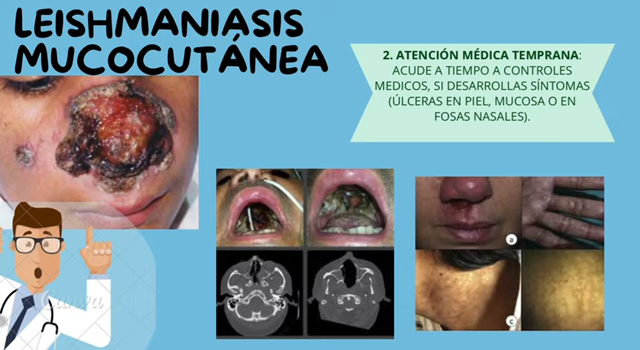 LEISHMANIASIS
MUCOCUTÁNEA
2. ATENCIÓN MÉDICA TEMPRANA:
ACUDE A TIEMPO A CONTROLES
MEDICOS, SI DESARROLLAS SÍNTOMAS
(ÚLCERAS EN PIEL, MUCOSA O EN
FOSAS NASALES).
a
c
Canva